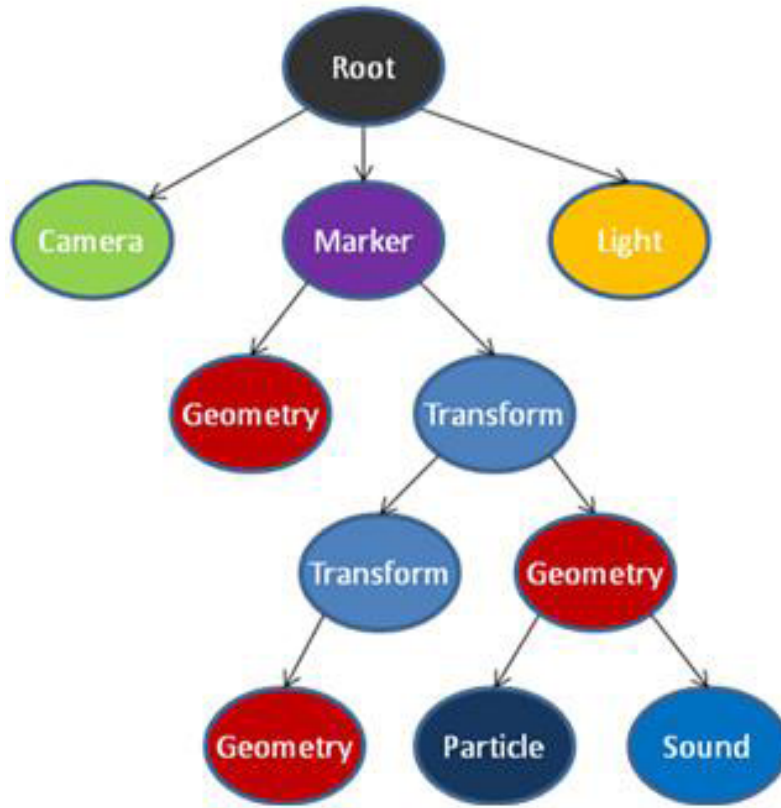 Root
Camera
Marker
Light
Geometry
Transform
Transform
Geometry
Geometry
Particle
Sound